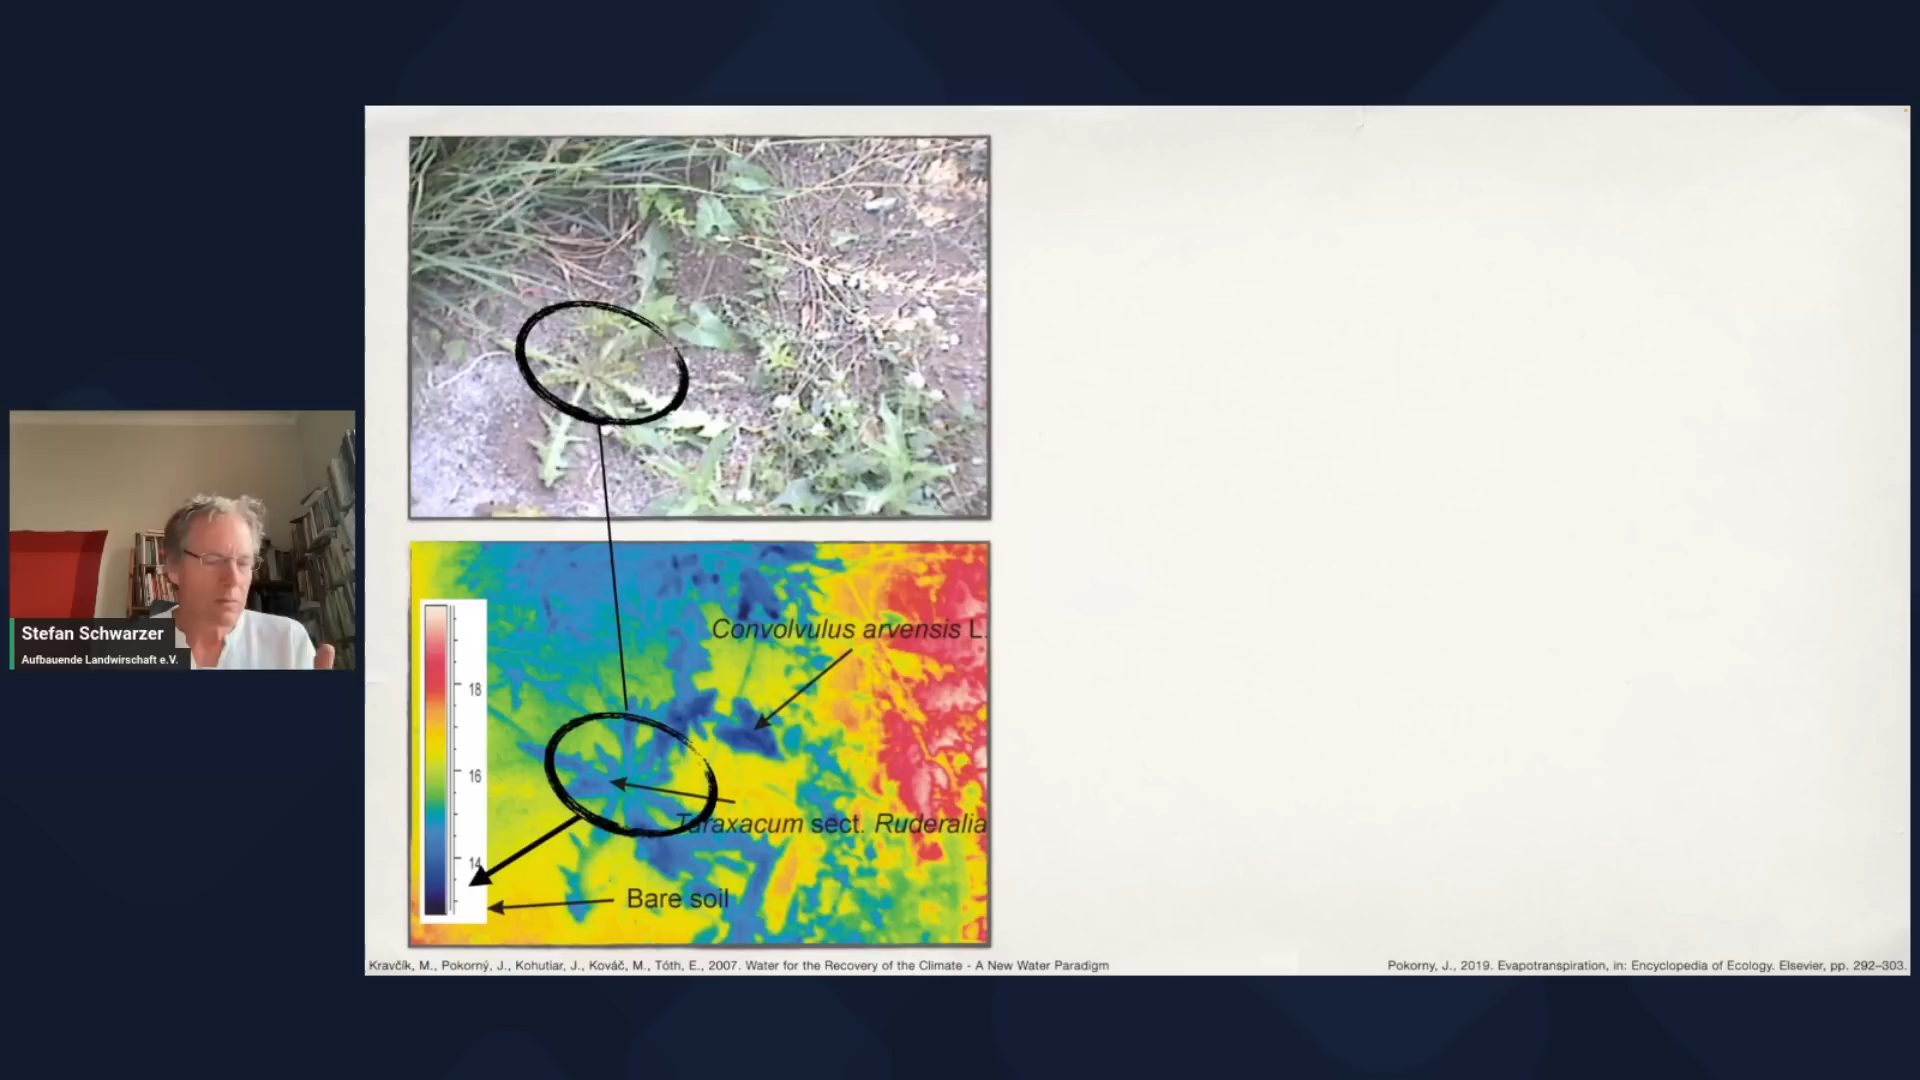 Stefan Schwarzer
Aufbauende Landwirtschaft e.V.
18
16
14
Convolvulus arvensis L.
Taraxacum sect. Ruderalia
Bare soil
Kravčík, M., Pokorný, J., Kohutiar, J., Kováč, M., Tóth, E., 2007. Water for the Recovery of the Climate - A New Water Paradigm
Pokorny, J., 2019. Evapotranspiration, in: Encyclopedia of Ecology. Elsevier, pp. 292–303.